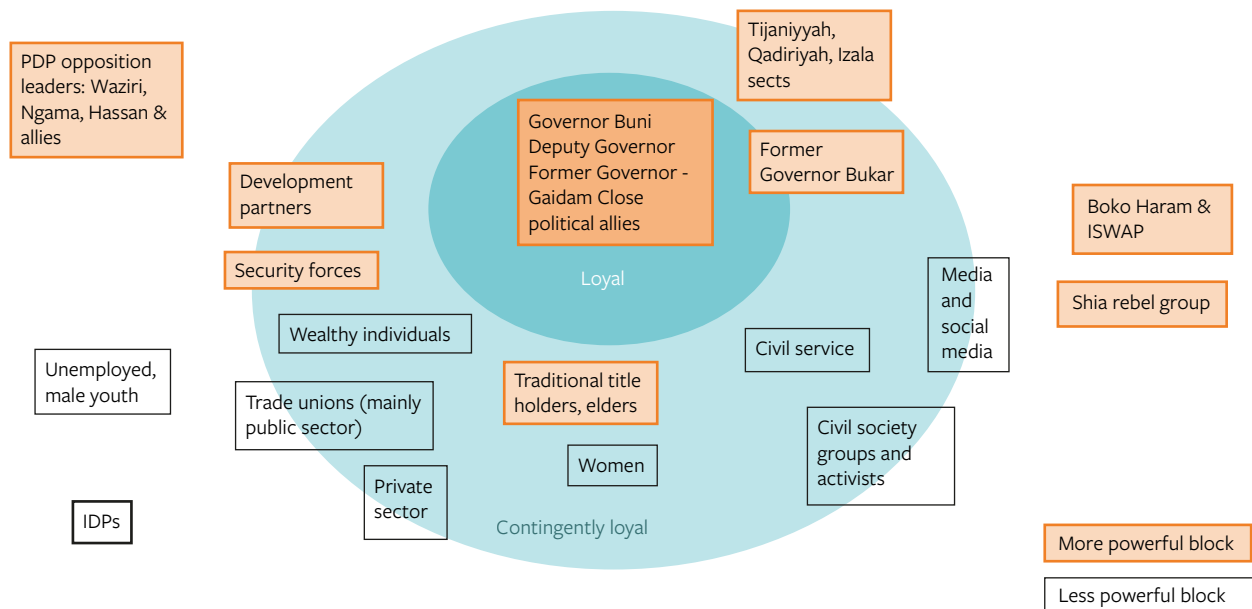 PDP opposition
leaders: Waziri,
Ngama, Hassan &
allies
Tijaniyyah,
Qadiriyah, Izala
sects
Governor Buni
Deputy Governor
Former Governor -
Gaidam Close
political allies
Former
Governor Bukar
Development
partners
Boko Haram &
ISWAP
Security forces
Loyal
Media
and
social
media
Shia rebel group
Wealthy individuals
Civil service
Unemployed,
male youth
Traditional title
holders, elders
Trade unions (mainly
public sector)
Civil society
groups and
activists
Women
Private
sector
IDPs
Contingently loyal
More powerful block
Less powerful block